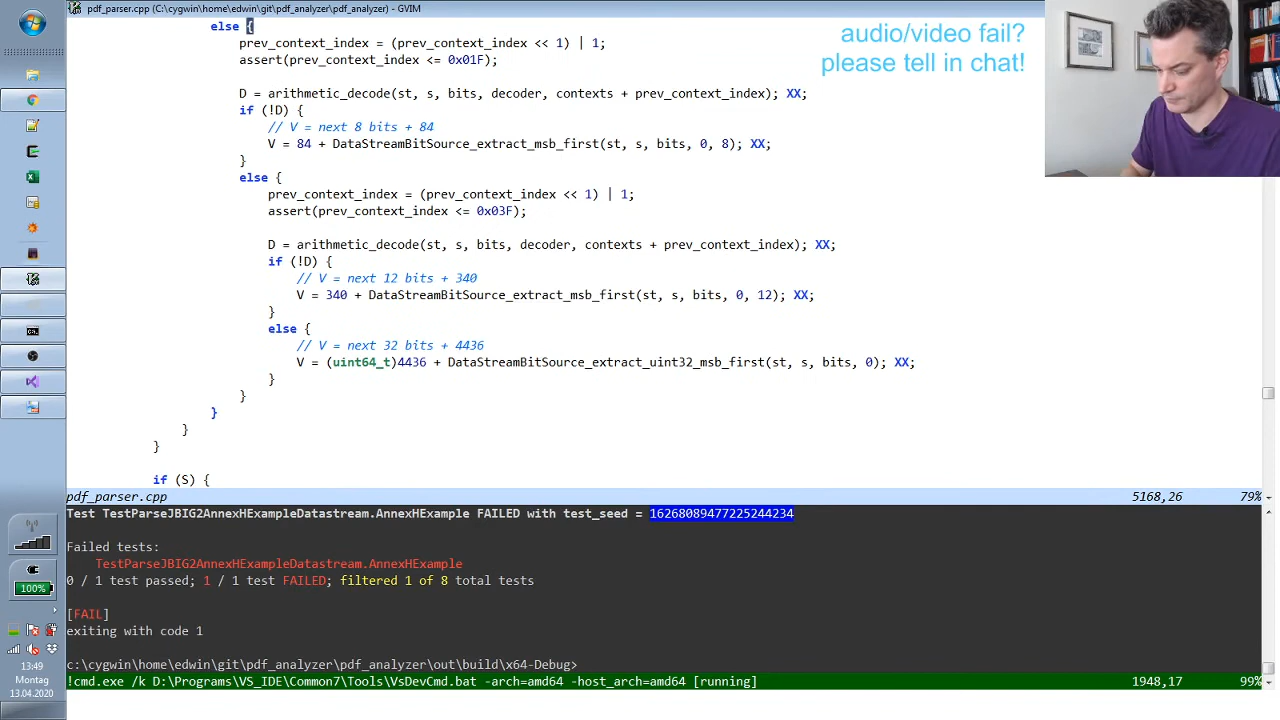 pdf_parser.cpp (C:\cygwin\home\edwin\git\pdf_analyzer\pdf_analyzer) - GVIM
audio/video fail?
please tell in chat!
else {
prev_context_index = (prev_context_index << 1) | 1;
assert(prev_context_index <= 0x01F);
D = arithmetic_decode(st, s, bits, decoder, contexts + prev_context_index); XX;
if (!D) {
// V = next 8 bits + 84
V = 84 + DataStreamBitSource_extract_msb_first(st, s, bits, 0, 8); XX;
}
else {
prev_context_index = (prev_context_index << 1) | 1;
assert(prev_context_index <= 0x03F);
D = arithmetic_decode(st, s, bits, decoder, contexts + prev_context_index); XX;
if (!D) {
// V = next 12 bits + 340
V = 340 + DataStreamBitSource_extract_msb_first(st, s, bits, 0, 12); XX;
}
else {
// V = next 32 bits + 4436
V = (uint64_t)4436 + DataStreamBitSource_extract_uint32_msb_first(st, s, bits, 0); XX;
}
}
}
}
}
if (S) {
pdf_parser.cpp 5168,26 79%
Test TestParseJBIG2AnnexHExampleDatastream.AnnexHExample FAILED with test_seed = 16268089477225244234
Failed tests:
TestParseJBIG2AnnexHExampleDatastream.AnnexHExample
0 / 1 test passed; 1 / 1 test FAILED; filtered 1 of 8 total tests
[FAIL]
exiting with code 1
c:\cygwin\home\edwin\git\pdf_analyzer\pdf_analyzer\out\build\x64-Debug>
!cmd.exe /k D:\Programs\VS_IDE\Common7\Tools\VsDevCmd.bat -arch=amd64 -host_arch=amd64 [running] 1948,17 99%
100%
13:49
Montag
13.04.2020